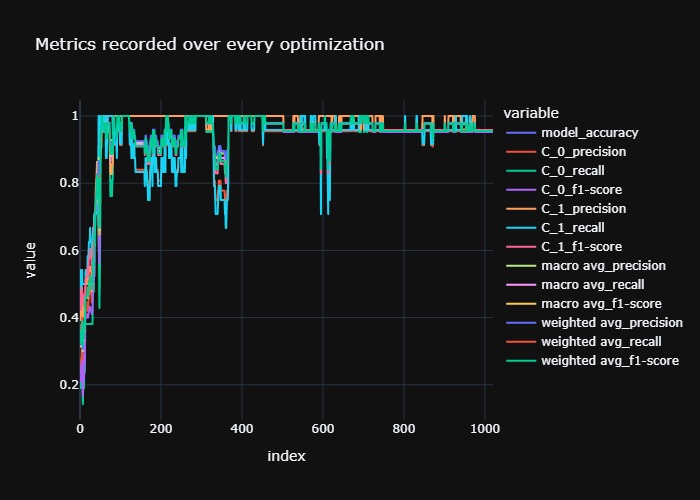 Metrics recorded over every optimization
value
1
0.8
0.6
0.4
0.2
0 200 400 600 800 1000
index
variable
model_accuracy
C_0_precision
C_0_recall
C_0_f1-score
C_1_precision
C_1_recall
C_1_f1-score
macro avg_precision
macro avg_recall
macro avg_f1-score
weighted avg_precision
weighted avg_recall
weighted avg_f1-score